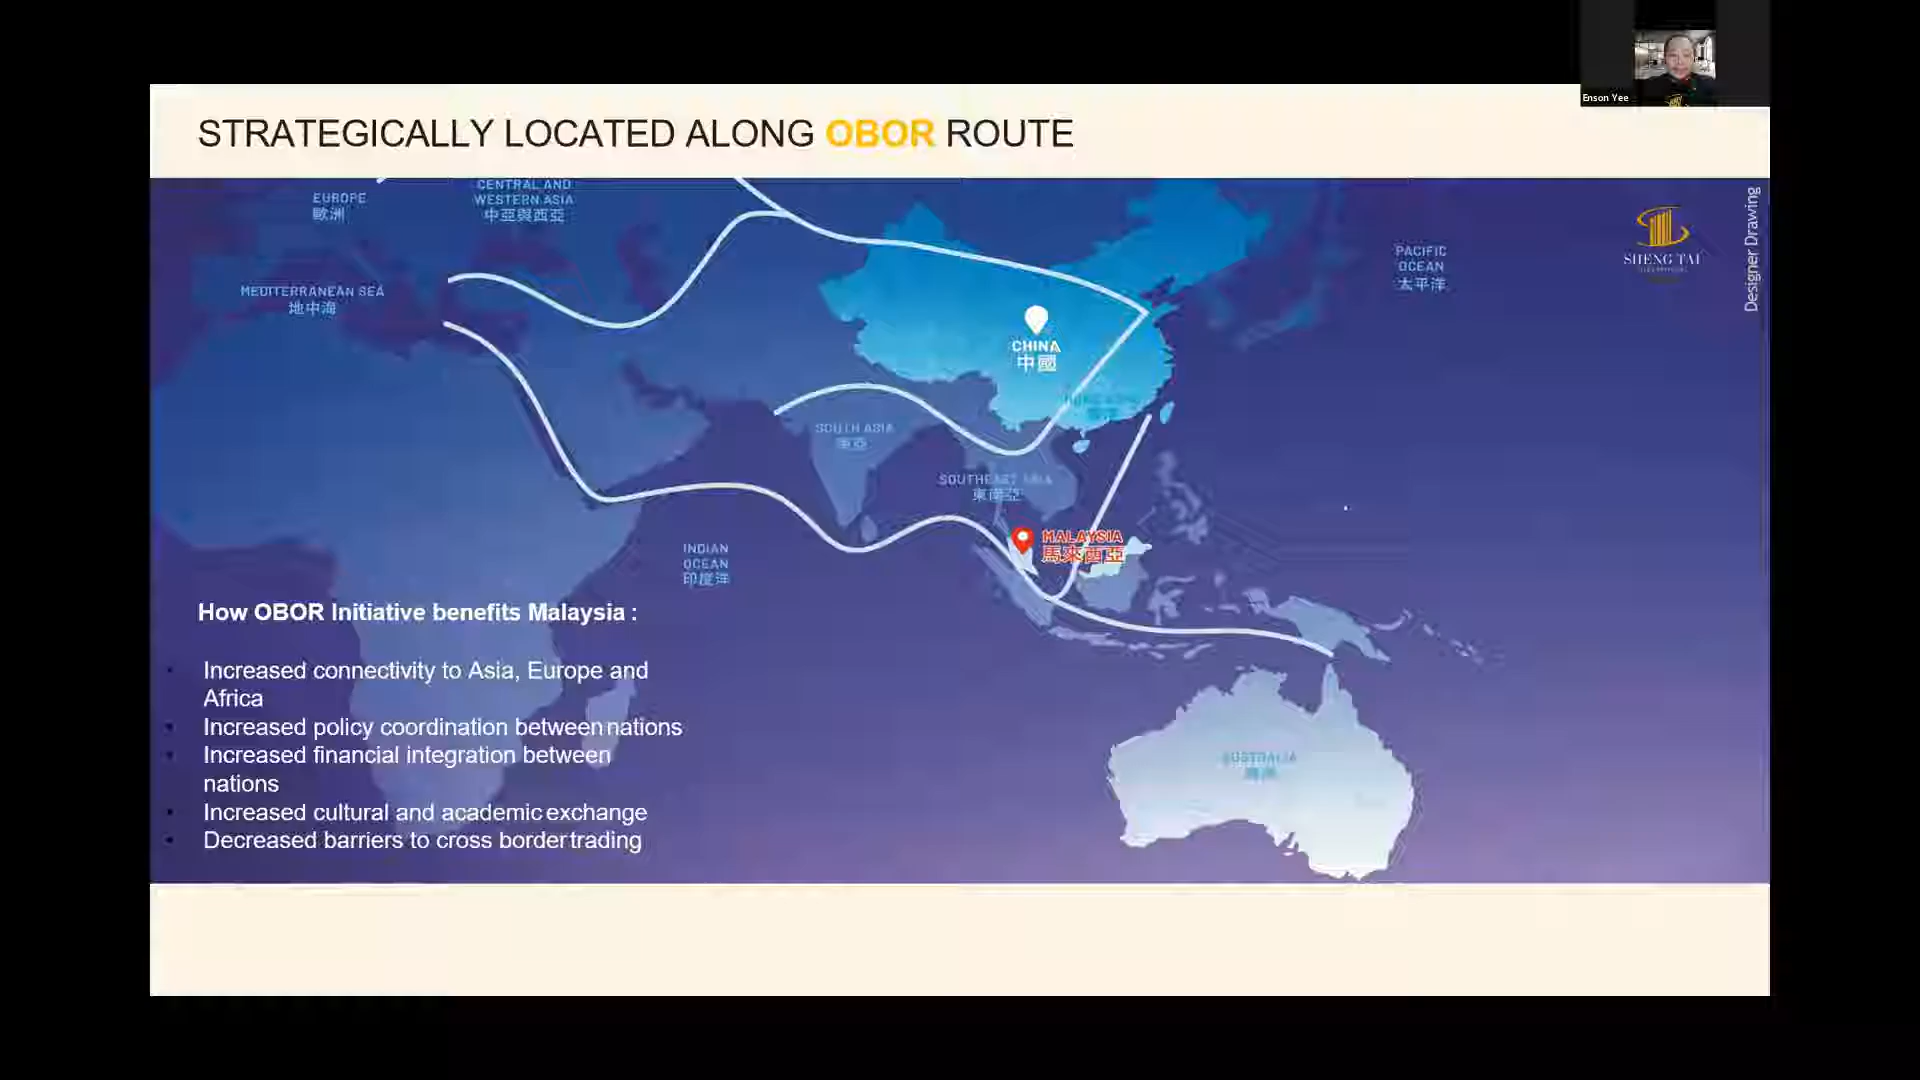 Enson Yee
STRATEGICALLY LOCATED ALONG OBOR ROUTE
EUROPE
歐洲
CENTRAL AND
WESTERN ASIA
中亞與西亞
MEDITERRANEAN SEA
地中海
PACIFIC
OCEAN
太平洋
SHENG TAI
Designer Drawing
CHINA
中國
SOUTH ASIA
南亞
SOUTHEAST ASIA
東南亞
MALAYSIA
馬來西亞
INDIAN
OCEAN
印度洋
AUSTRALIA
How OBOR Initiative benefits Malaysia :
Increased connectivity to Asia, Europe and
Africa
Increased policy coordination between nations
Increased financial integration between
nations
Increased cultural and academic exchange
Decreased barriers to cross border trading